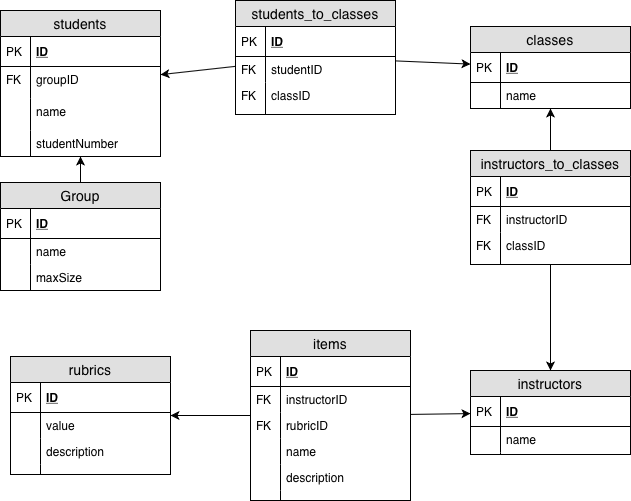 students
PK ID
FK groupID
name
studentNumber
students_to_classes
PK ID
FK studentID
FK classID
classes
PK ID
name
Group
PK ID
name
maxSize
instructors_to_classes
PK ID
FK instructorID
FK classID
rubrics
PK ID
value
description
items
PK ID
FK instructorID
FK rubricID
name
description
instructors
PK ID
name